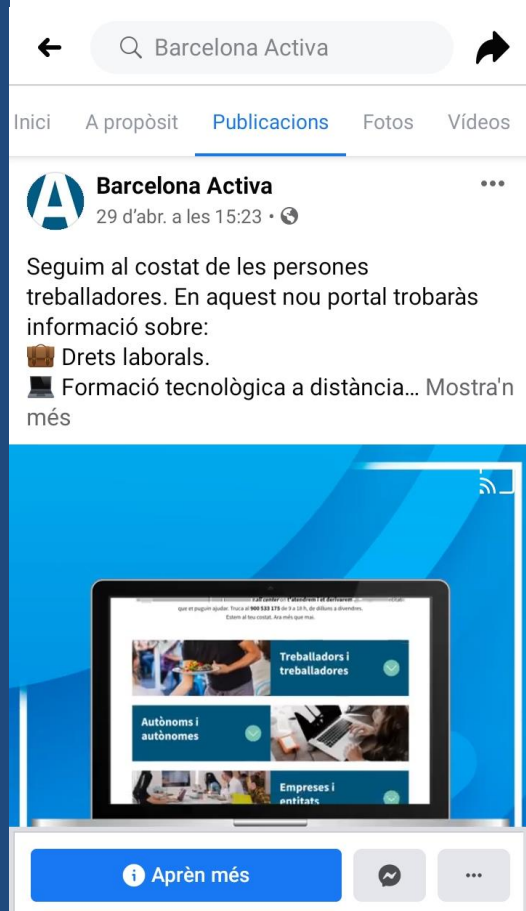 Barcelona Activa
Inici A propòsit Publicacions Fotos Vídeos
Barcelona Activa
29 d'abr. a les 15:23 •
Seguim al costat de les persones
treballadores. En aquest nou portal trobaràs
informació sobre:
Drets laborals.
Formació tecnològica a distància... Mostra'n
més
que et puguin ajudar. Truca al 900 533 175 de 9 a 18 h, de dilluns a divendres.
Estem al teu costat. Ara més que mai.
Treballadors i
treballadores
Autònoms i
autònomes
Empreses i
entitats
Aprèn més